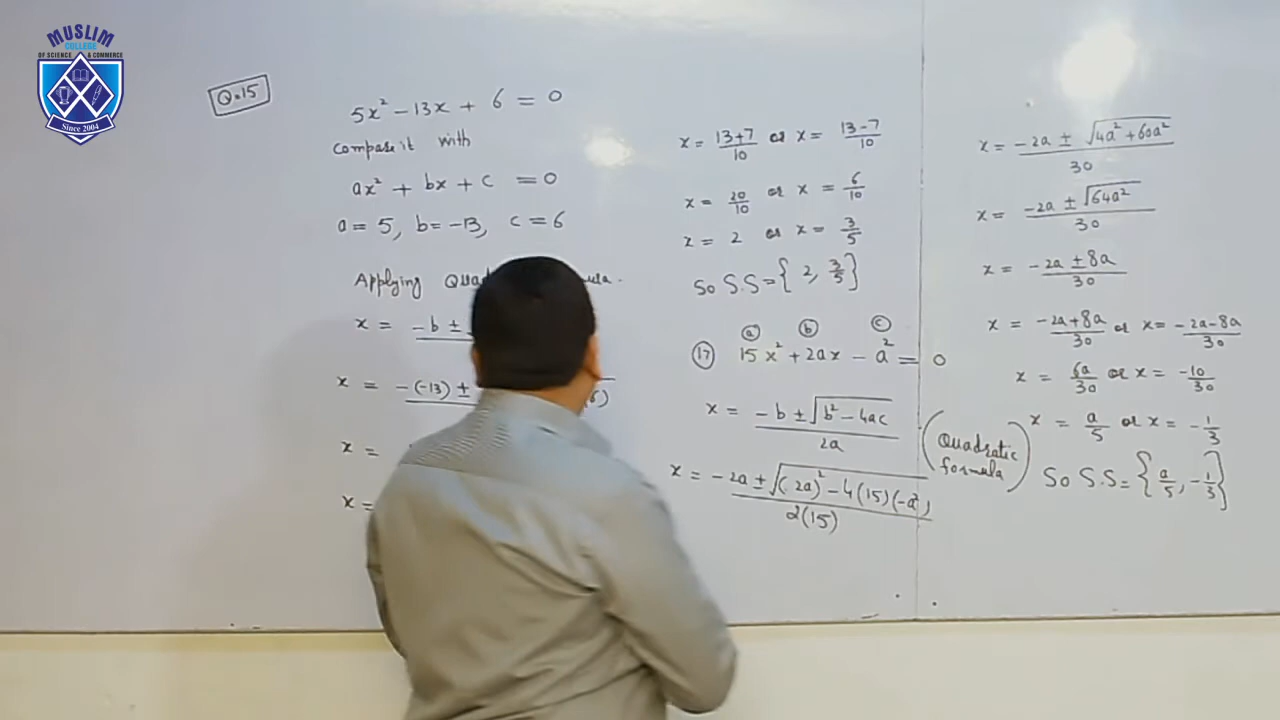 MUSLIM
COLLEGE
OF SCIENCE & COMMERCE
Since 2004
Q.15
5x² - 13x + 6 = 0
Compare it with
ax² + bx + c = 0
a = 5, b = -13, c = 6
Applying
x = -b ±
x = -(-13) ±
x =
x =
x = 13+7/10 or x = 13-7/10
x = 20/10 or x = 6/10
x = 2 or x = 3/5
So S.S = { 2, 3/5 }
(a) (b) (c)
(17) 15x² + 2ax - a² = 0
x = -b ± √(b² - 4ac) / 2a
(Quadratic formula)
x = -2a ± √((2a)² - 4(15)(-a²)) / 2(15)
x = -2a ± √(4a² + 60a²) / 30
x = -2a ± √(64a²) / 30
x = -2a ± 8a / 30
x = -2a+8a/30 or x = -2a-8a/30
x = 6a/30 or x = -10/30
x = a/5 or x = -1/3
So S.S = { a/5, -1/3 }